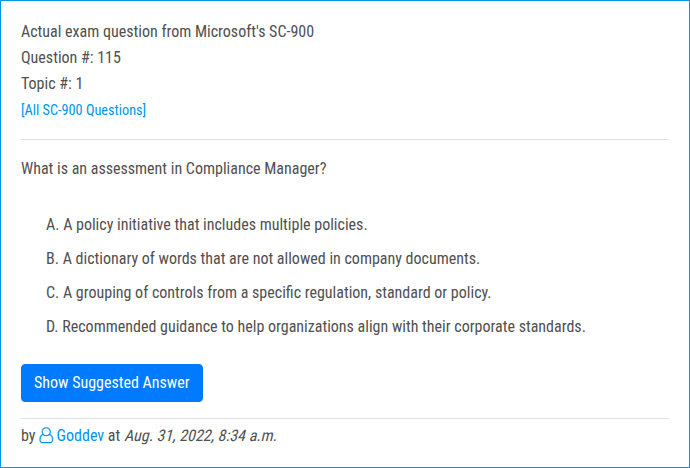 Actual exam question from Microsoft's SC-900
Question #: 115
Topic #: 1
[All SC-900 Questions]
What is an assessment in Compliance Manager?
A. A policy initiative that includes multiple policies.
B. A dictionary of words that are not allowed in company documents.
C. A grouping of controls from a specific regulation, standard or policy.
D. Recommended guidance to help organizations align with their corporate standards.
Show Suggested Answer
by Goddev at Aug. 31, 2022, 8:34 a.m.